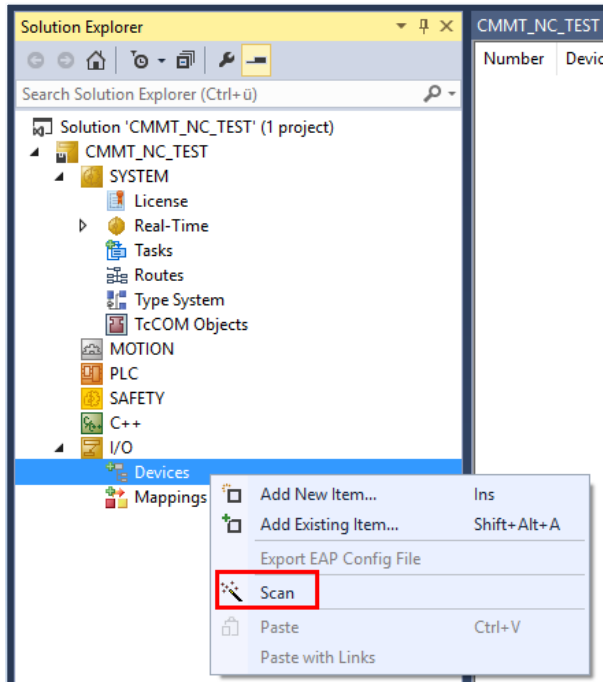 Solution Explorer
CMMT_NC_TEST
Number Devic
Search Solution Explorer (Ctrl+ü)
Solution 'CMMT_NC_TEST' (1 project)
CMMT_NC_TEST
SYSTEM
License
Real-Time
Tasks
Routes
Type System
TcCOM Objects
MOTION
PLC
SAFETY
C++
I/O
Devices
Mappings
Add New Item... Ins
Add Existing Item... Shift+Alt+A
Export EAP Config File
Scan
Paste Ctrl+V
Paste with Links